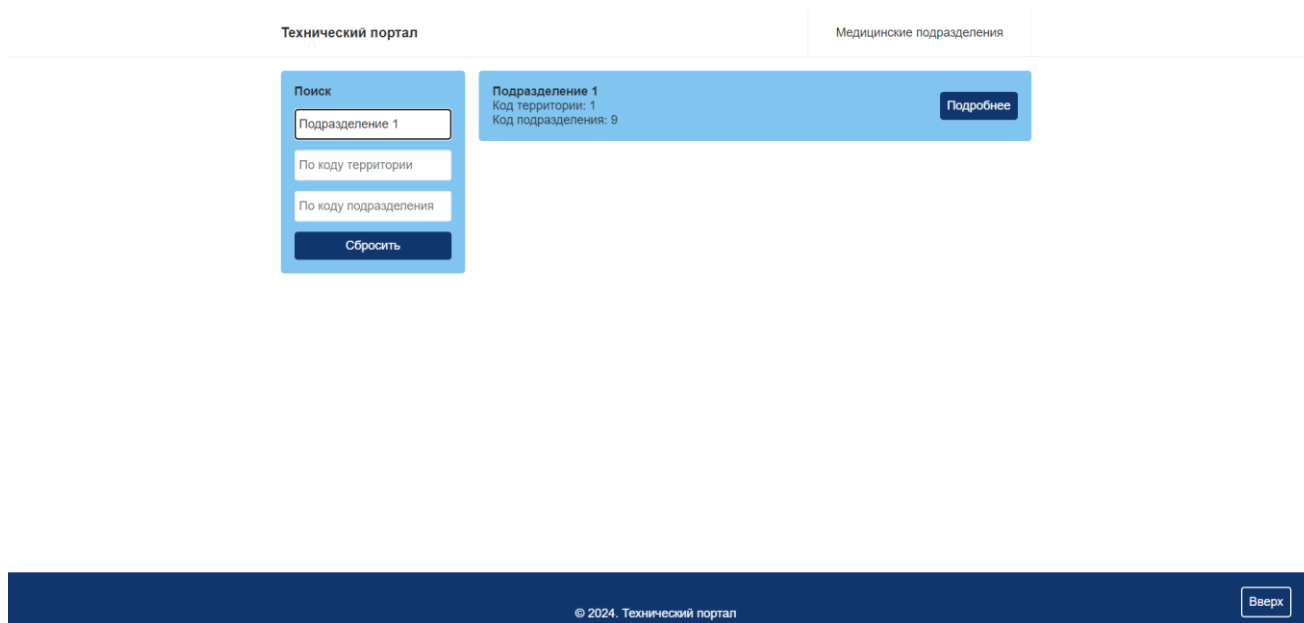 Технический портал
Медицинские подразделения
Поиск
Подразделение 1
По коду территории
По коду подразделения
Сбросить
Подразделение 1
Код территории: 1
Код подразделения: 9
Подробнее
© 2024. Технический портал
Вверх